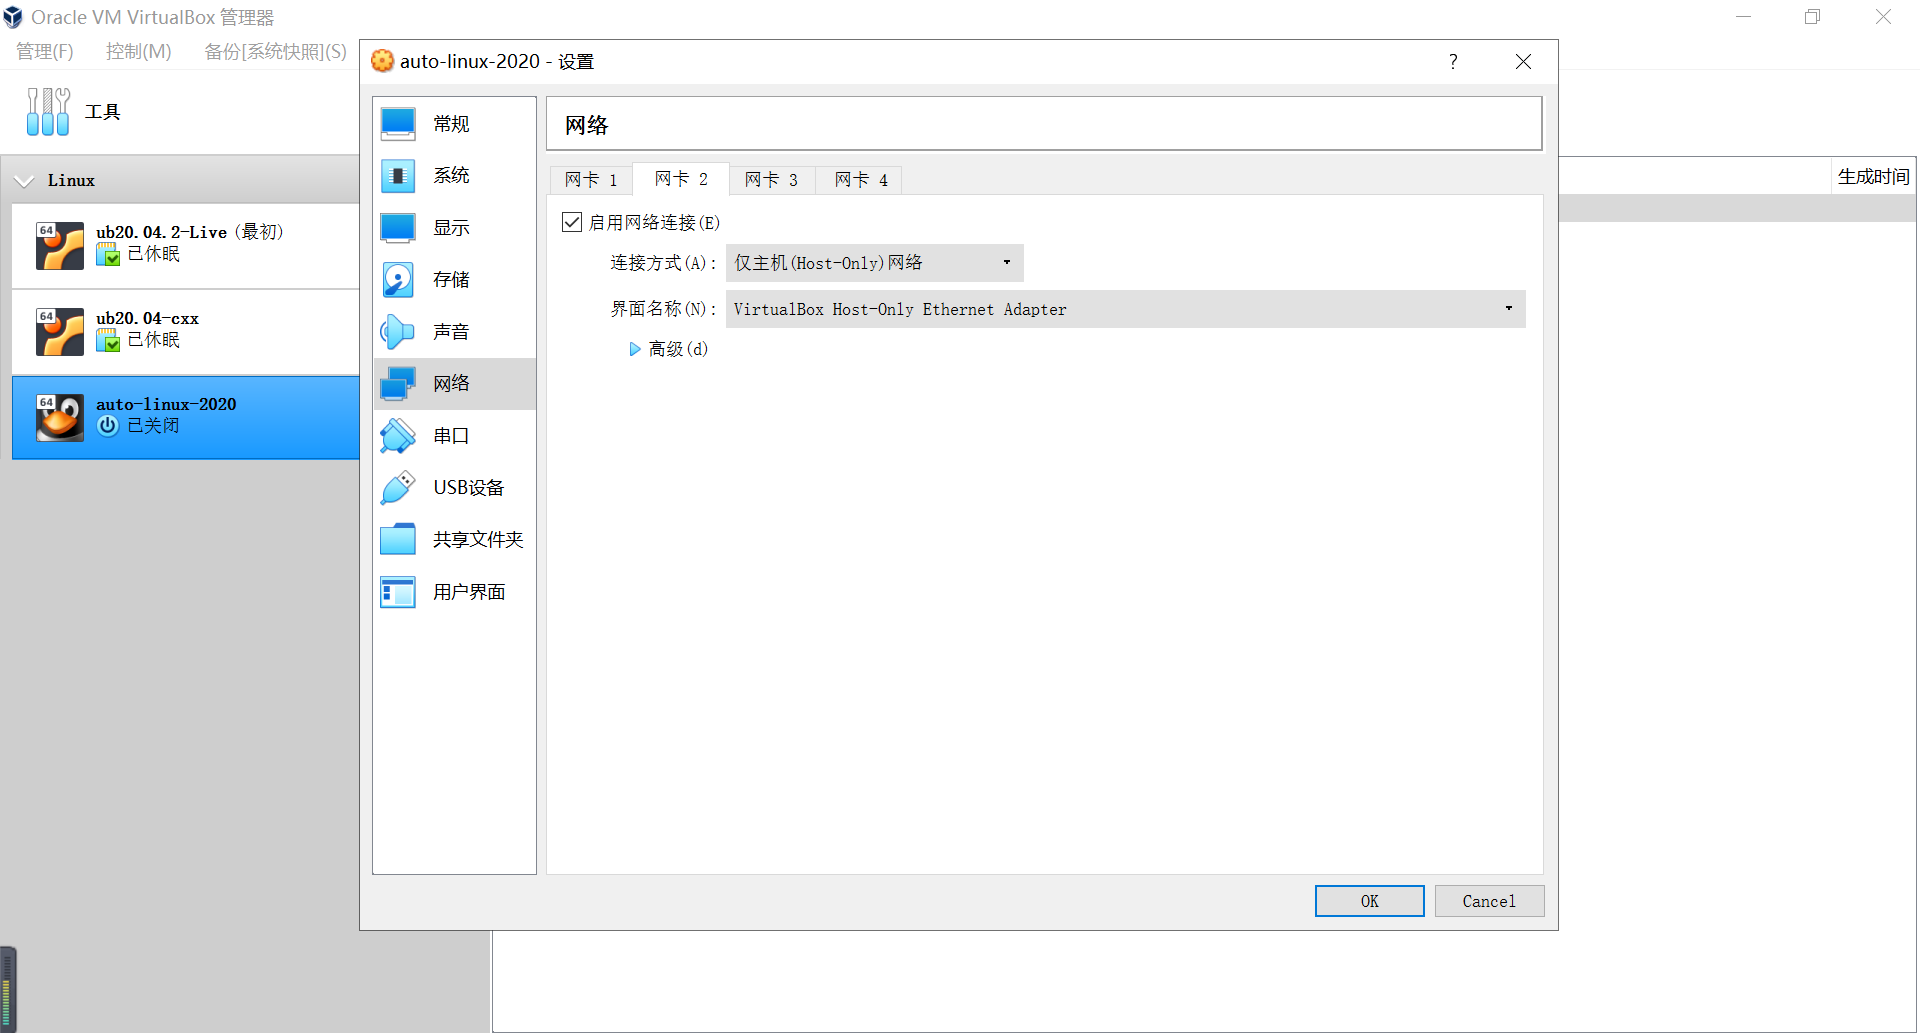 Oracle VM VirtualBox 管理器
管理(F) 控制(M) 备份[系统快照](S)
auto-linux-2020 - 设置
?
工具
常规
系统
显示
存储
声音
网络
串口
USB设备
共享文件夹
用户界面
网络
网卡 1 网卡 2 网卡 3 网卡 4
启用网络连接(E)
连接方式(A): 仅主机(Host-Only)网络
界面名称(N): VirtualBox Host-Only Ethernet Adapter
高级(d)
OK Cancel
生成时间
Linux
64
ub20.04.2-Live (最初)
已休眠
64
ub20.04-cxx
已休眠
64
auto-linux-2020
已关闭